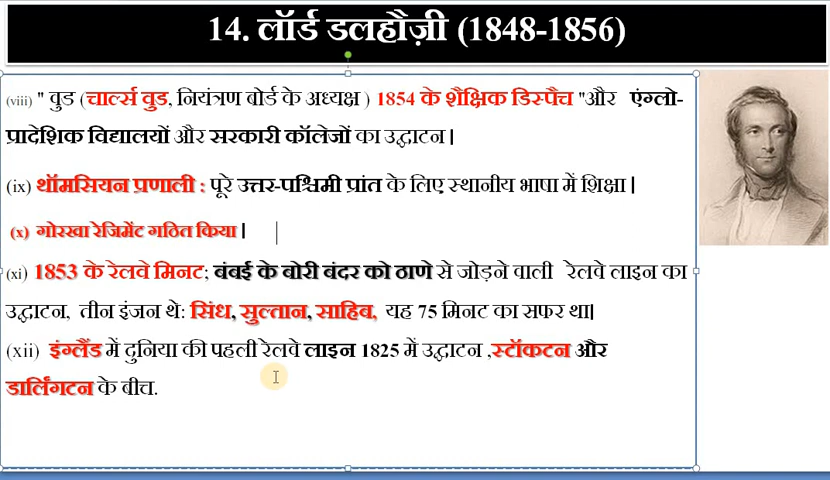 14. लॉर्ड डलहौज़ी (1848-1856)
(viii) " वुड (चार्ल्स वुड, नियंत्रण बोर्ड के अध्यक्ष ) 1854 के शैक्षिक डिस्पैच "और एंग्लो-
प्रादेशिक विद्यालयों और सरकारी कॉलेजों का उद्घाटन |
(ix) थॉमसियन प्रणाली : पूरे उत्तर-पश्चिमी प्रांत के लिए स्थानीय भाषा में शिक्षा |
(x) गोरखा रेजिमेंट गठित किया |
(xi) 1853 के रेलवे मिनट; बंबई के बोरी बंदर को ठाणे से जोड़ने वाली रेलवे लाइन का
उद्घाटन, तीन इंजन थे: सिंध, सुल्तान, साहिब, यह 75 मिनट का सफर था|
(xii) इंग्लैंड में दुनिया की पहली रेलवे लाइन 1825 में उद्घाटन ,स्टॉकटन और
डार्लिंगटन के बीच.